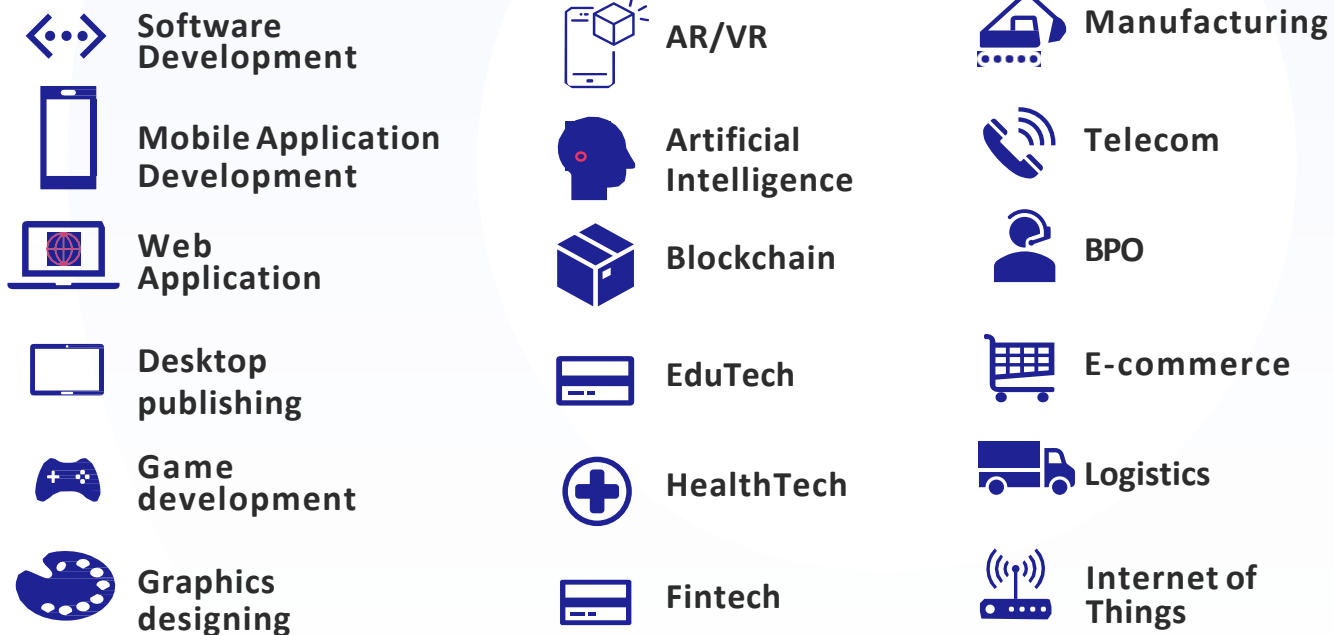 Software
Development
Mobile Application
Development
Web
Application
Desktop
publishing
Game
development
Graphics
designing
AR/VR
Artificial
Intelligence
Blockchain
EduTech
HealthTech
Fintech
Manufacturing
Telecom
BPO
E-commerce
Logistics
Internet of
Things